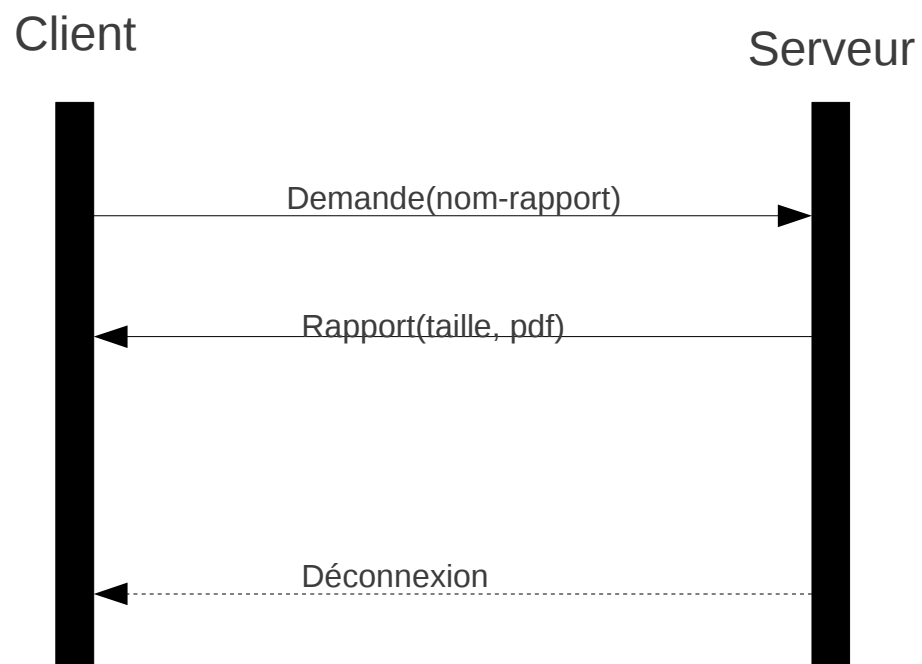 Client
Serveur
Demande(nom-rapport)
Rapport(taille, pdf)
Déconnexion